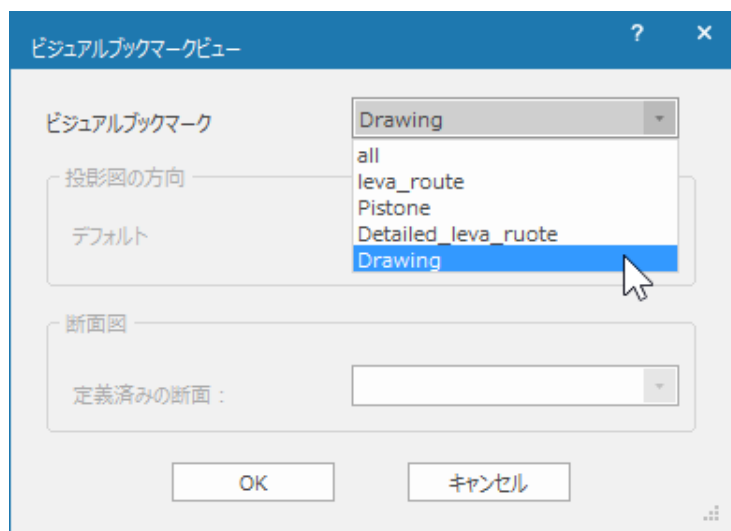 ビジュアルブックマークビュー
? ×
ビジュアルブックマーク
Drawing
all
leva_route
Pistone
Detailed_leva_ruote
Drawing
投影図の方向
デフォルト
断面図
定義済みの断面：
OK キャンセル